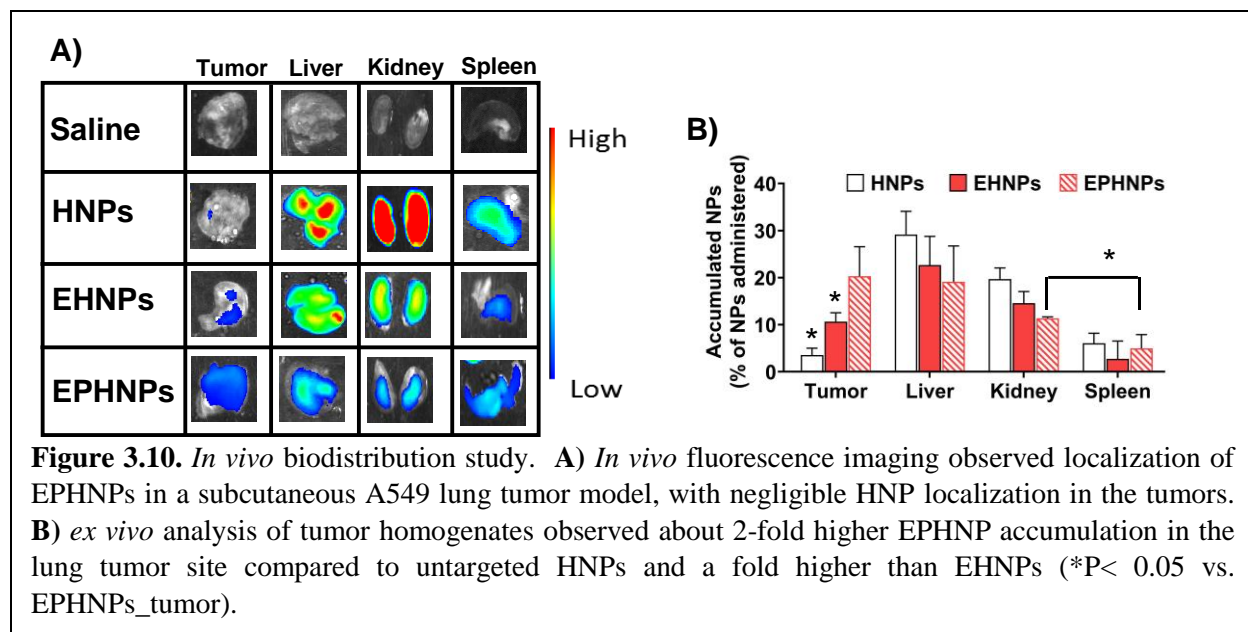 A)
Tumor Liver Kidney Spleen
Saline
HNPs
EHNPs
EPHNPs
High
Low
B)
HNPs EHNPs EPHNPs
Accumulated NPs
(% of NPs administered)
40
30
20
10
0
* * *
Tumor Liver Kidney Spleen
Figure 3.10. In vivo biodistribution study. A) In vivo fluorescence imaging observed localization of
EPHNPs in a subcutaneous A549 lung tumor model, with negligible HNP localization in the tumors.
B) ex vivo analysis of tumor homogenates observed about 2-fold higher EPHNP accumulation in the
lung tumor site compared to untargeted HNPs and a fold higher than EHNPs (*P< 0.05 vs.
EPHNPs_tumor).